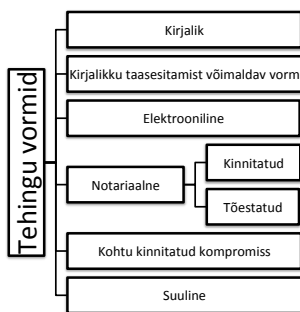 Tehingu vormid
Kirjalik
Kirjalikku taasesitamist võimaldav vorm
Elektrooniline
Notariaalne
Kinnitatud
Tõestatud
Kohtu kinnitatud kompromiss
Suuline